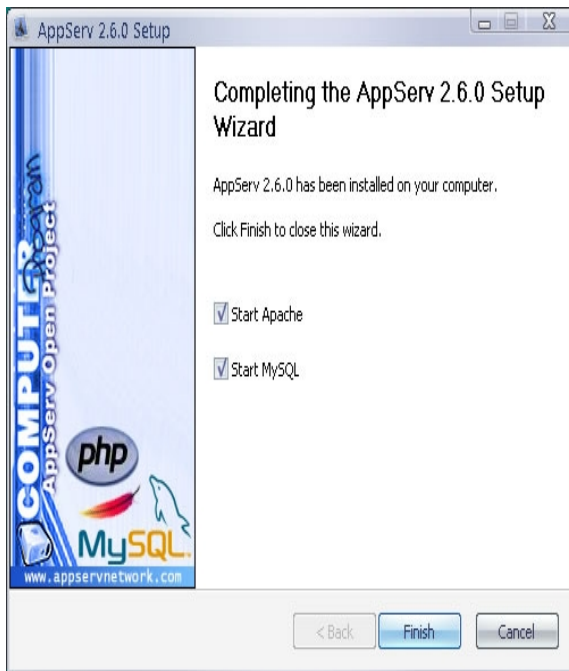 AppServ 2.6.0 Setup
Completing the AppServ 2.6.0 Setup
Wizard
AppServ 2.6.0 has been installed on your computer.
Click Finish to close this wizard.
Start Apache
Start MySQL
COMPUTER
Program
AppServ Open Project
php
MySQL
www.appservnetwork.com
< Back
Finish
Cancel